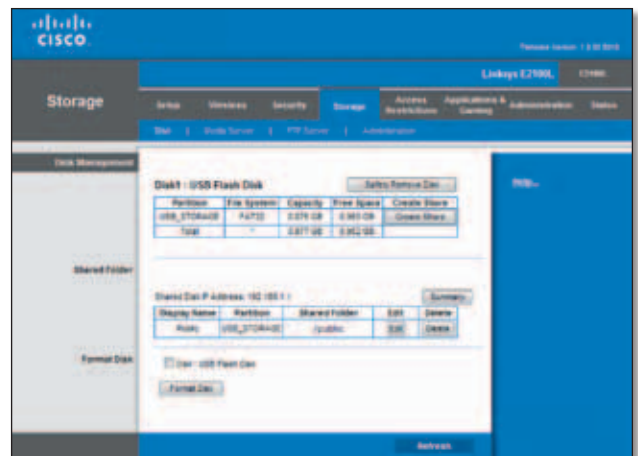 CISCO
Linksys E2100L
Storage
Setup Wireless Security Storage Access Restrictions Applications & Gaming Administration Status
Disk | Media Server | FTP Server | Administration
Disk Management
Disk1 : USB Flash Disk Safely Remove Disk
Partition File System Capacity Free Space Create Share
USB_STORAGE FAT32 Create Share
Total
Shared Folder
Shared Disk IP Address: Summary
Display Name Partition Shared Folder Edit Delete
Public USB_STORAGE /public Edit Delete
Format Disk
USB Flash Disk
Format Disk
Help...
Refresh